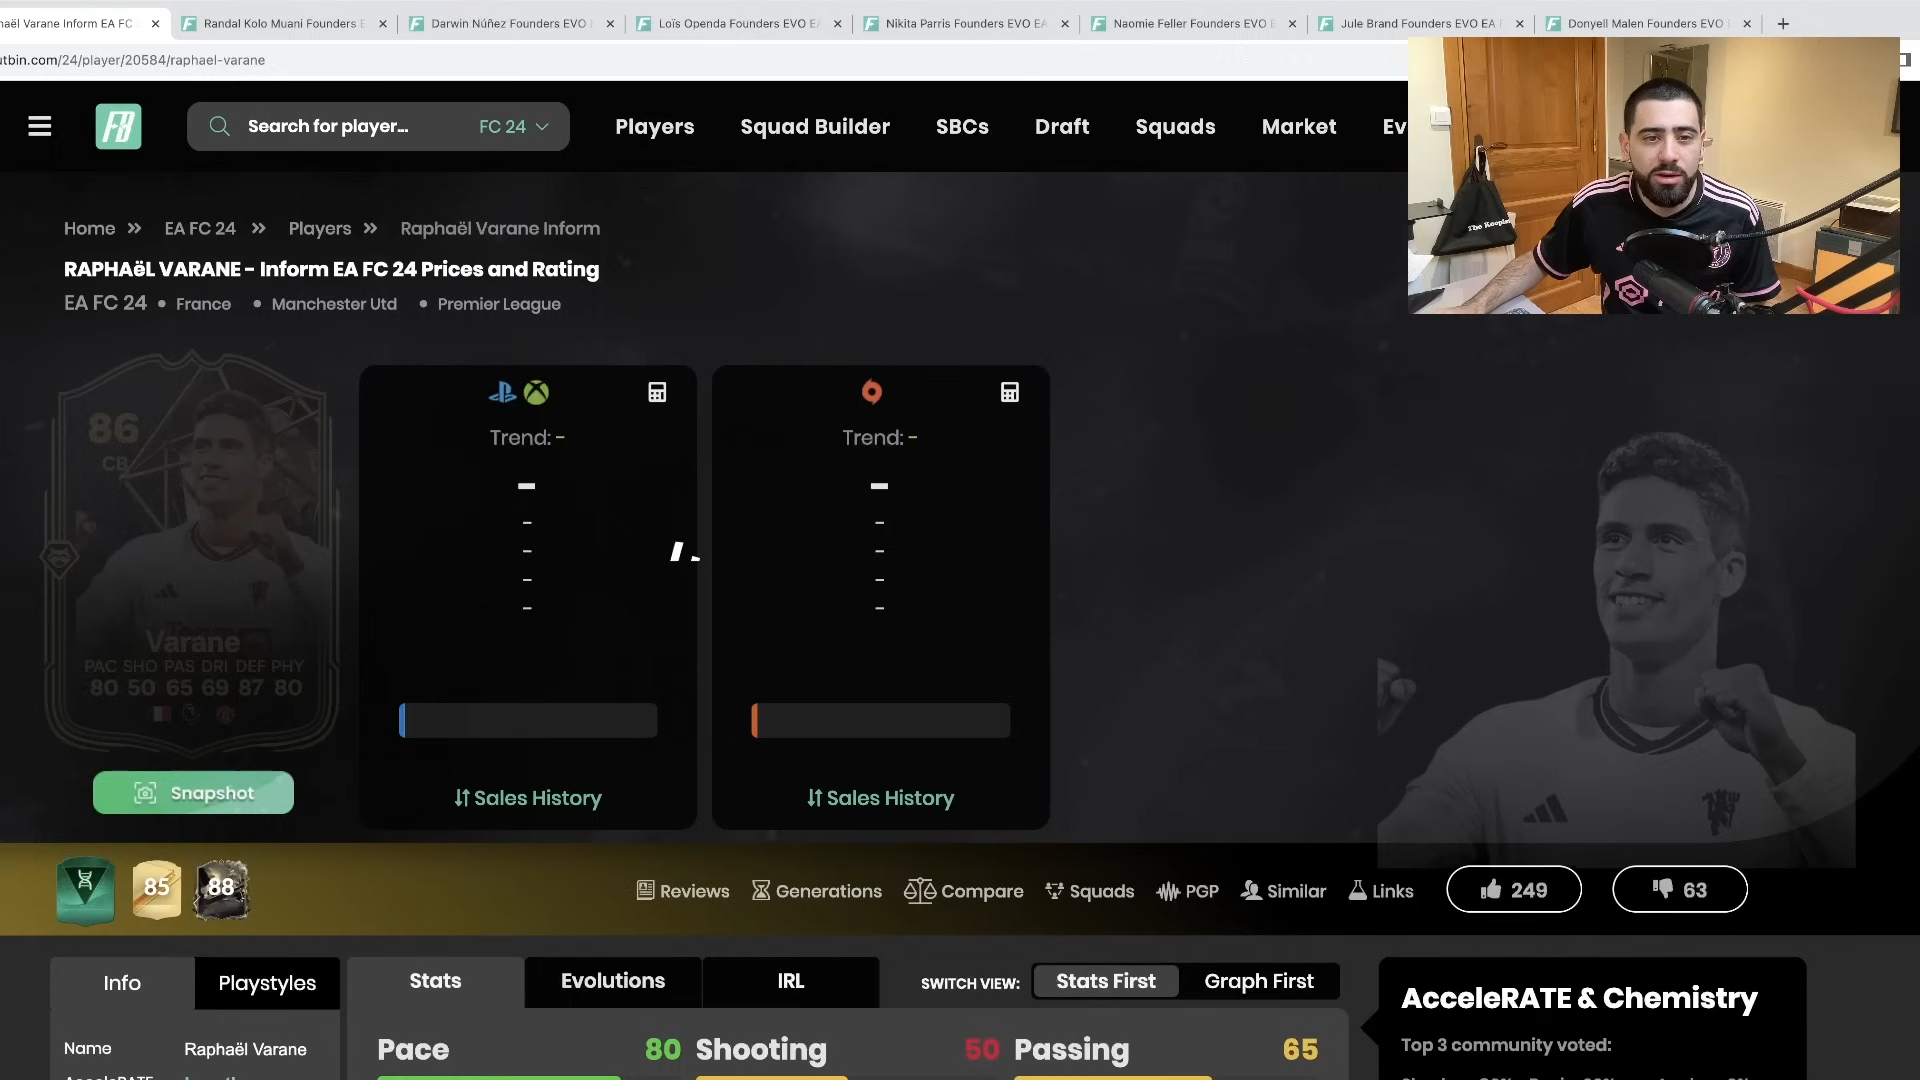 aël Varane Inform EA FC
Randal Kolo Muani Founders E
Darwin Núñez Founders EVO
Loïs Openda Founders EVO EA
Nikita Parris Founders EVO EA
Naomie Feller Founders EVO E
Jule Brand Founders EVO EA F
Donyell Malen Founders EVO
utbin.com/24/player/20584/raphael-varane
Search for player...
FC 24
Players
Squad Builder
SBCs
Draft
Squads
Market
Ev
The Keepler
Home » EA FC 24 » Players » Raphaël Varane Inform
RAPHAëL VARANE - Inform EA FC 24 Prices and Rating
EA FC 24 • France • Manchester Utd • Premier League
86
CB
Varane
PAC SHO PAS DRI DEF PHY
80 50 65 69 87 80
Snapshot
Trend: -
-
-
-
-
-
Sales History
Trend: -
-
-
-
-
-
Sales History
85
88
Reviews
Generations
Compare
Squads
PGP
Similar
Links
249
63
Info
Playstyles
Stats
Evolutions
IRL
SWITCH VIEW:
Stats First
Graph First
Name
Raphaël Varane
Pace 80
Shooting 50
Passing 65
AcceleRATE & Chemistry
Top 3 community voted: